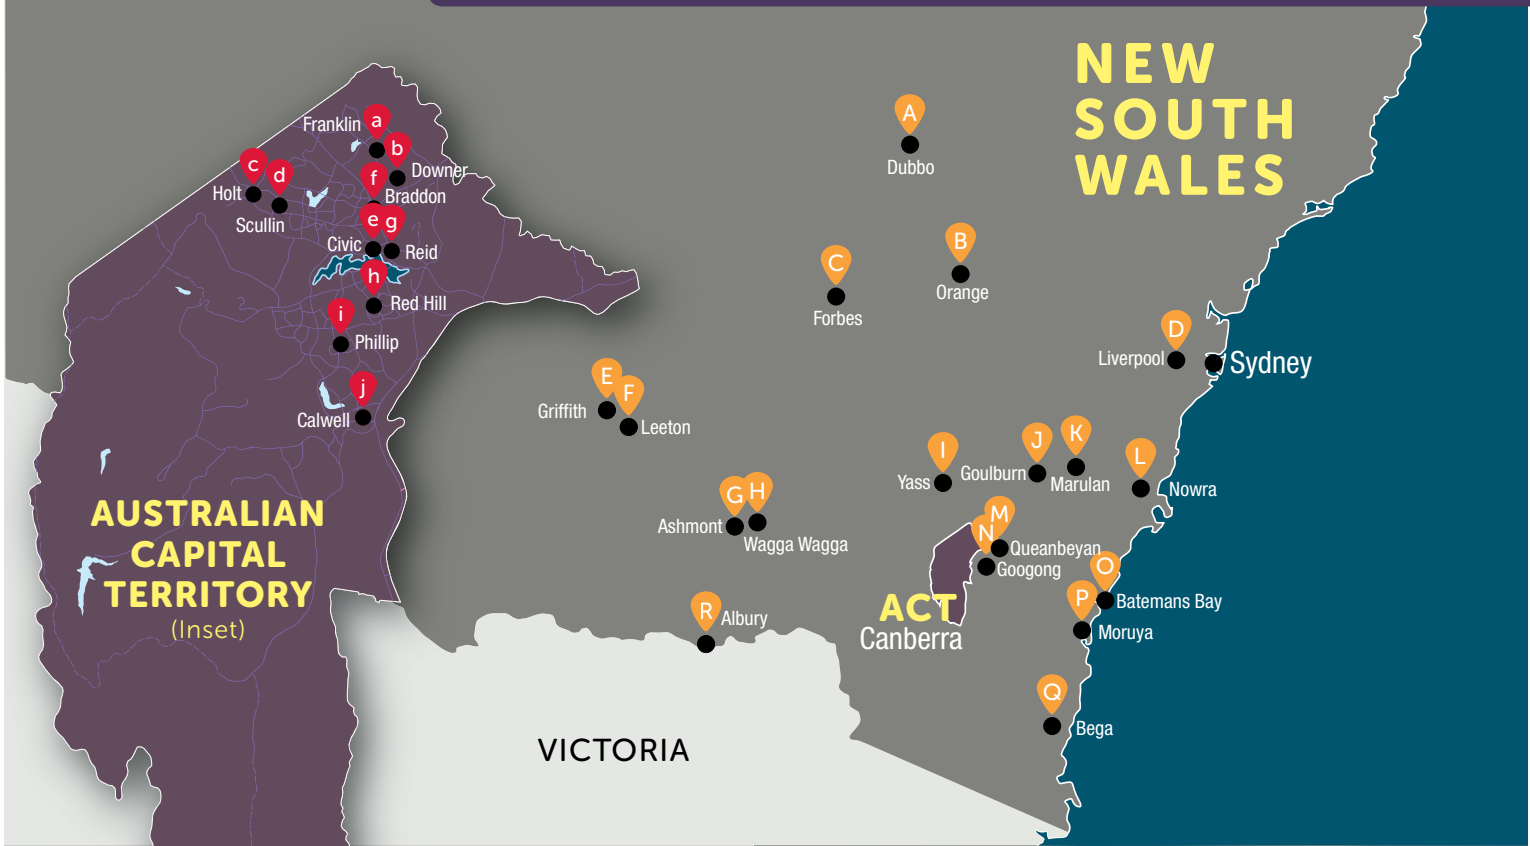 NEW
SOUTH
WALES
A
Dubbo
B
Orange
C
Forbes
D
Liverpool
Sydney
E
Griffith
F
Leeton
G
Ashmont
H
Wagga Wagga
I
Yass
J
Goulburn
K
Marulan
L
Nowra
M
Queanbeyan
N
Googong
O
Batemans Bay
P
Moruya
Q
Bega
R
Albury
ACT
Canberra
VICTORIA
a
Franklin
b
Downer
c
Holt
d
Scullin
f
Braddon
e
Civic
g
Reid
h
Red Hill
i
Phillip
j
Calwell
AUSTRALIAN
CAPITAL
TERRITORY
(Inset)